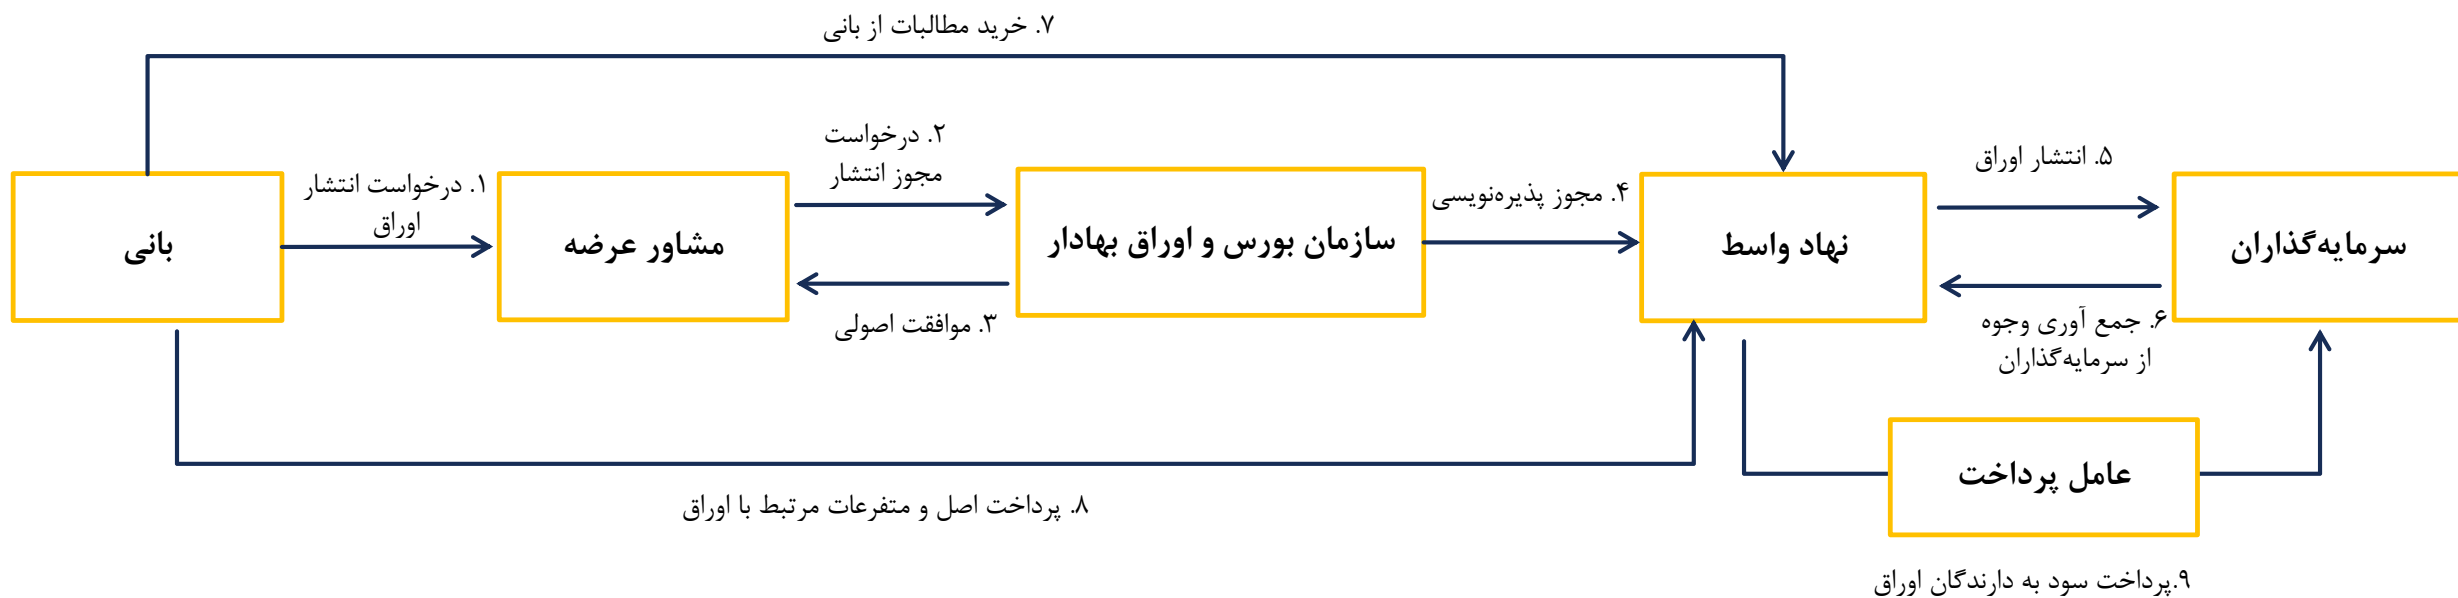 ۷. خرید مطالبات از بانی
۲. درخواست
مجوز انتشار
۵. انتشار اوراق
۱. درخواست انتشار
اوراق
۴. مجوز پذیره‌نویسی
بانی
مشاور عرضه
سازمان بورس و اوراق بهادار
نهاد واسط
سرمایه‌گذاران
۳. موافقت اصولی
۶. جمع آوری وجوه
از سرمایه‌گذاران
عامل پرداخت
۸. پرداخت اصل و متفرعات مرتبط با اوراق
۹.پرداخت سود به دارندگان اوراق